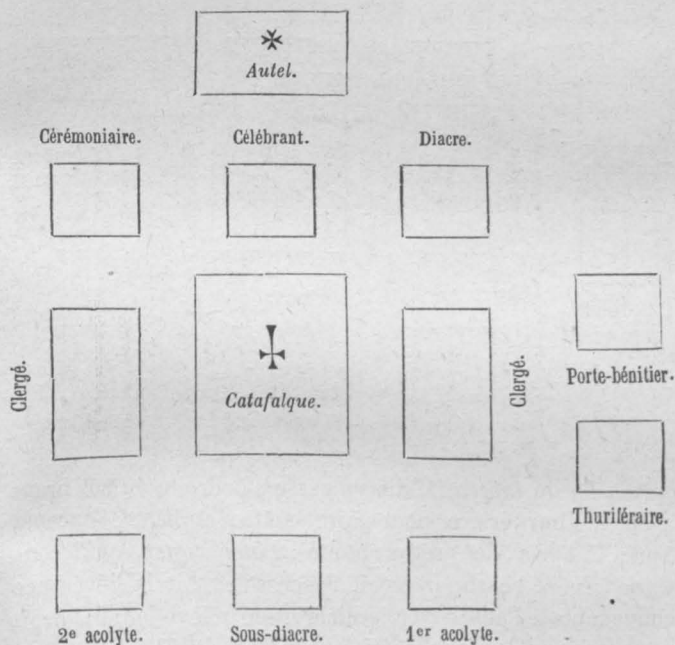 Autel.
Cérémoniaire. Célébrant. Diacre.
Clergé. Catafalque. Clergé. Porte-bénitier.
Thuriféraire.
2e acolyte. Sous-diacre. 1er acolyte.